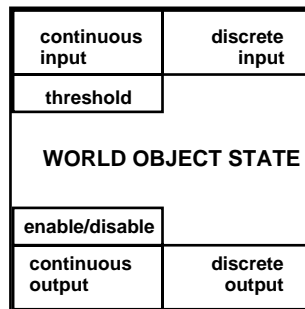 continuous discrete
input input
threshold
WORLD OBJECT STATE
enable/disable
continuous discrete
output output